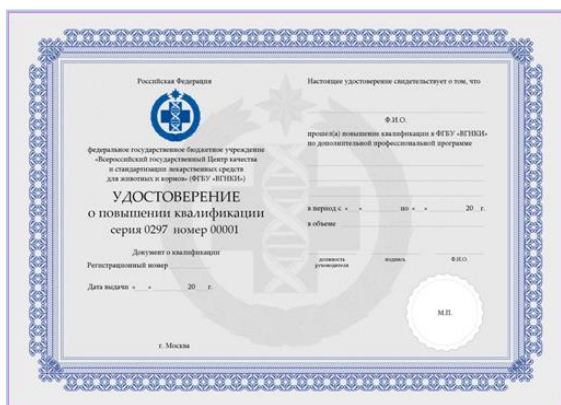 Российская Федерация
федеральное государственное бюджетное учреждение
«Всероссийский государственный Центр качества
и стандартизации лекарственных средств
для животных и кормов» (ФГБУ «ВГНКИ»)
УДОСТОВЕРЕНИЕ
о повышении квалификации
серия 0297 номер 00001
Документ о квалификации
Регистрационный номер
Дата выдачи « » 20 г.
г. Москва
Настоящее удостоверение свидетельствует о том, что
Ф.И.О.
прошел(а) повышение квалификации в ФГБУ «ВГНКИ»
по дополнительной профессиональной программе
в период с « » по « » 20 г.
в объеме
должность подпись Ф.И.О.
руководителя
М.П.